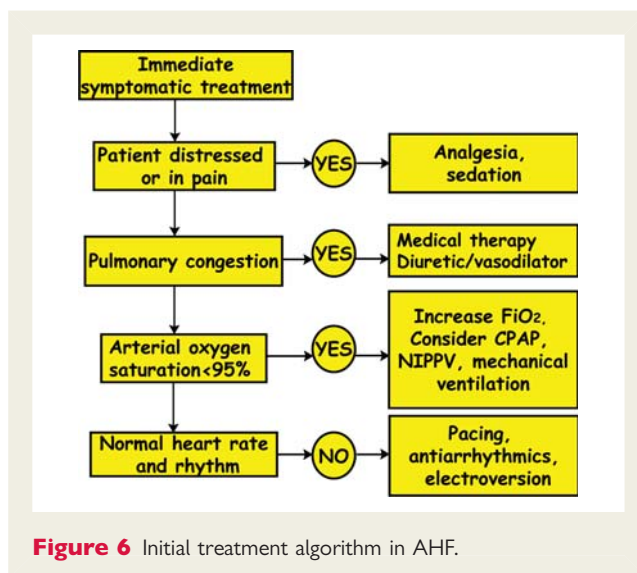 Immediate
symptomatic treatment
Patient distressed
or in pain
YES
Analgesia,
sedation
Pulmonary congestion
YES
Medical therapy
Diuretic/vasodilator
Arterial oxygen
saturation<95%
YES
Increase FiO2,
Consider CPAP,
NIPPV, mechanical
ventilation
Normal heart rate
and rhythm
NO
Pacing,
antiarrhythmics,
electroversion
Figure 6 Initial treatment algorithm in AHF.